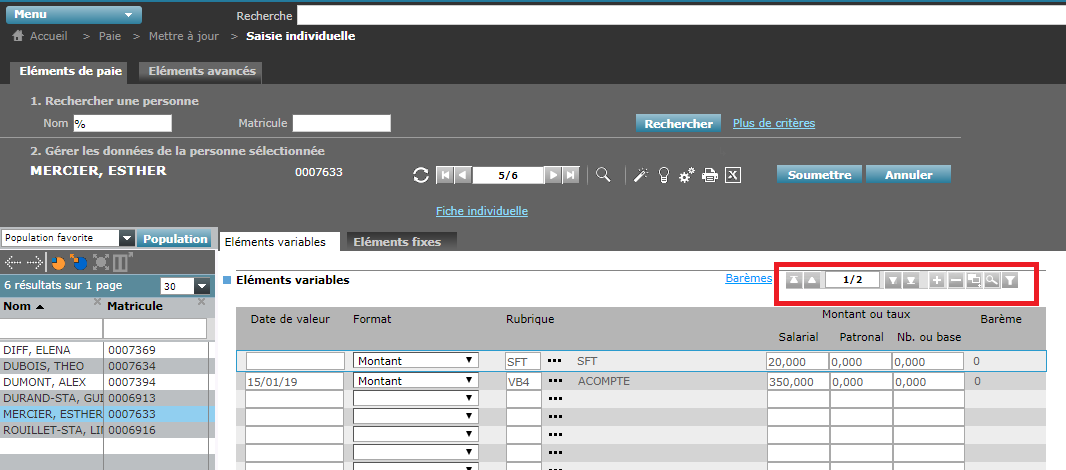 Menu
Recherche
Accueil > Paie > Mettre à jour > Saisie individuelle
Eléments de paie Eléments avancés
1. Rechercher une personne
Nom % Matricule Rechercher Plus de critères
2. Gérer les données de la personne sélectionnée
MERCIER, ESTHER 0007633 5/6 Soumettre Annuler
Fiche individuelle
Population favorite Population
Eléments variables Eléments fixes
6 résultats sur 1 page 30
Nom Matricule
DIFF, ELENA 0007369
DUBOIS, THEO 0007634
DUMONT, ALEX 0007394
DURAND-STA, GUI 0006913
MERCIER, ESTHER 0007633
ROUILLET-STA, LI 0006916
Eléments variables Barèmes 1/2
Date de valeur Format Rubrique Montant ou taux Barème
Salarial Patronal Nb. ou base
Montant SFT ... SFT 20,000 0,000 0,000 0
15/01/19 Montant VB4 ... ACOMPTE 350,000 0,000 0,000 0
...
...
...
...
...